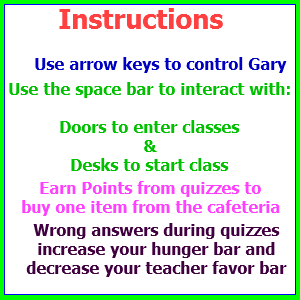 Instructions
Use arrow keys to control Gary
Use the space bar to interact with:
Doors to enter classes
&
Desks to start class
Earn Points from quizzes to
buy one item from the cafeteria
Wrong answers during quizzes
increase your hunger bar and
decrease your teacher favor bar